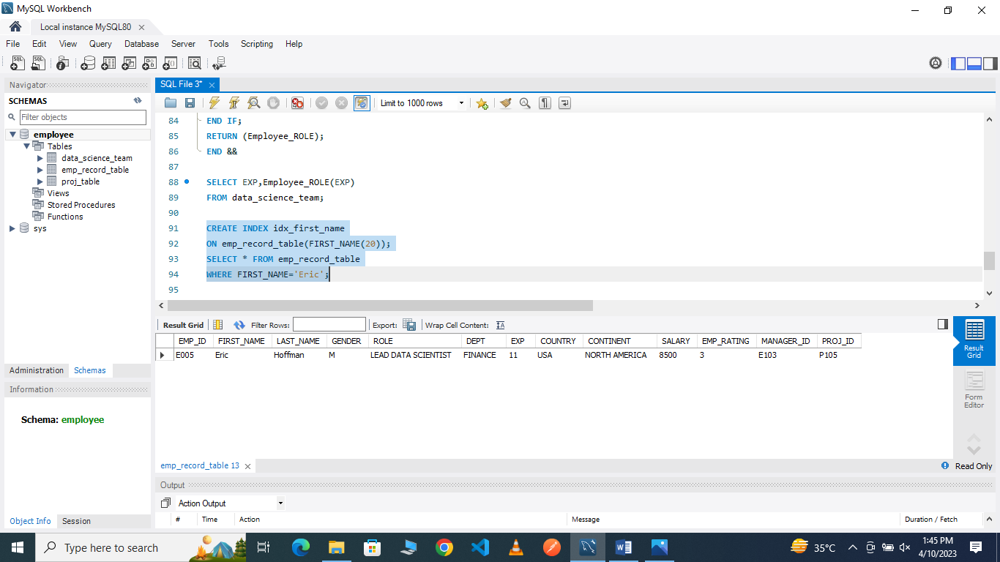 MySQL Workbench
Local instance MySQL80
File Edit View Query Database Server Tools Scripting Help
Navigator
SCHEMAS
Filter objects
employee
Tables
data_science_team
emp_record_table
proj_table
Views
Stored Procedures
Functions
sys
Administration Schemas
Information
Schema: employee
Object Info Session
SQL File 3*
Limit to 1000 rows
84 END IF;
85 RETURN (Employee_ROLE);
86 END &&
87
88 SELECT EXP,Employee_ROLE(EXP)
89 FROM data_science_team;
90
91 CREATE INDEX idx_first_name
92 ON emp_record_table(FIRST_NAME(20));
93 SELECT * FROM emp_record_table
94 WHERE FIRST_NAME='Eric';
95
Result Grid Filter Rows: Export: Wrap Cell Content:
EMP_ID FIRST_NAME LAST_NAME GENDER ROLE DEPT EXP COUNTRY CONTINENT SALARY EMP_RATING MANAGER_ID PROJ_ID
E005 Eric Hoffman M LEAD DATA SCIENTIST FINANCE 11 USA NORTH AMERICA 8500 3 E103 P105
Result
Grid
Form
Editor
emp_record_table 13
Read Only
Output
Action Output
# Time Action Message Duration / Fetch
Type here to search
35°C
1:45 PM
4/10/2023